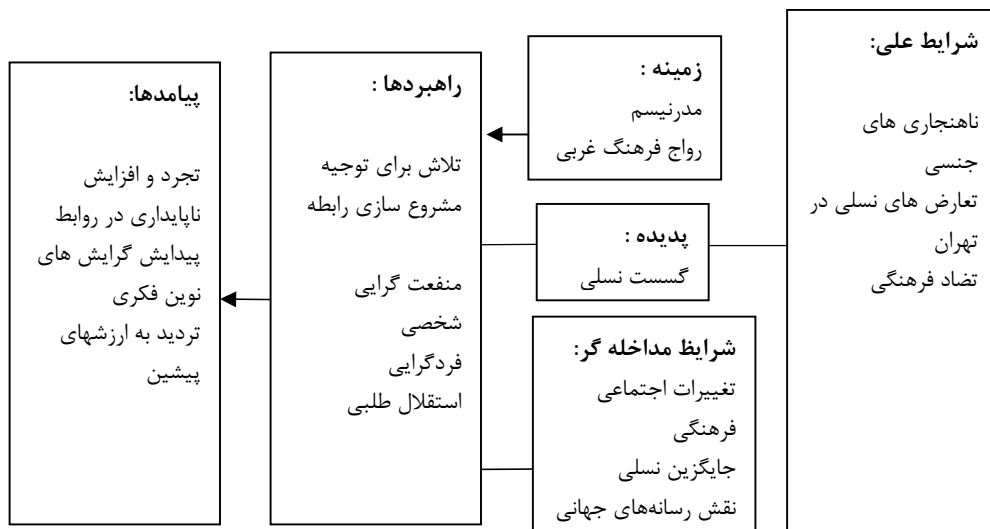 شرایط علی:
ناهنجاری های
جنسی
تعارض های نسلی در
تهران
تضاد فرهنگی
زمینه :
مدرنیسم
رواج فرهنگ غربی
پدیده :
گسست نسلی
شرایظ مداخله گر:
تغییرات اجتماعی
فرهنگی
جایگزین نسلی
نقش رسانه‌های جهانی
راهبردها :
تلاش برای توجیه
مشروع سازی رابطه
منفعت گرایی
شخصی
فردگرایی
استقلال طلبی
پیامدها:
تجرد و افزایش
ناپایداری در روابط
پیدایش گرایش های
نوین فکری
تردید به ارزشهای
پیشین